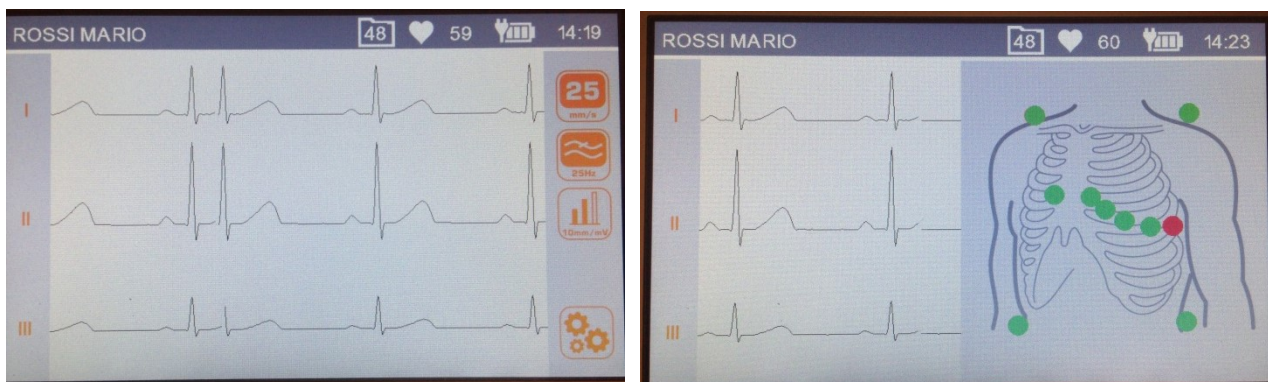 ROSSI MARIO
48
59
14:19
I
II
III
25
mm/s
25Hz
10mm/mV
ROSSI MARIO
48
60
14:23
I
II
III